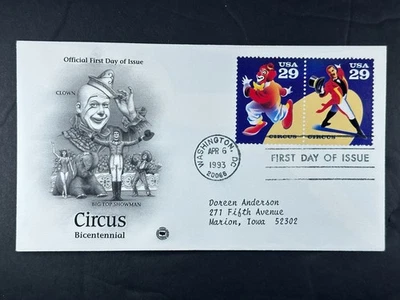 Official First Day of Issue
CLOWN
BIG TOP SHOWMAN
Circus
Bicentennial
USA
29
CIRCUS
USA
29
CIRCUS
WASHINGTON, DC
APR 6
1993
20066
FIRST DAY OF ISSUE
Doreen Anderson
271 Fifth Avenue
Marion, Iowa 52302